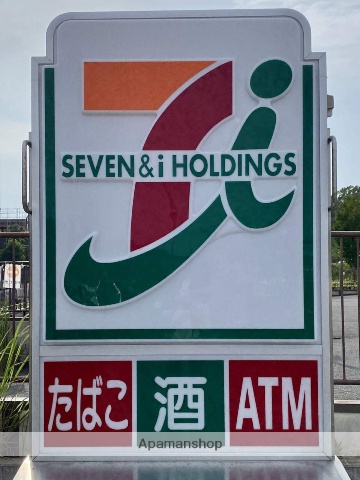 SEVEN & i HOLDINGS
たばこ 酒 ATM
Apamanshop